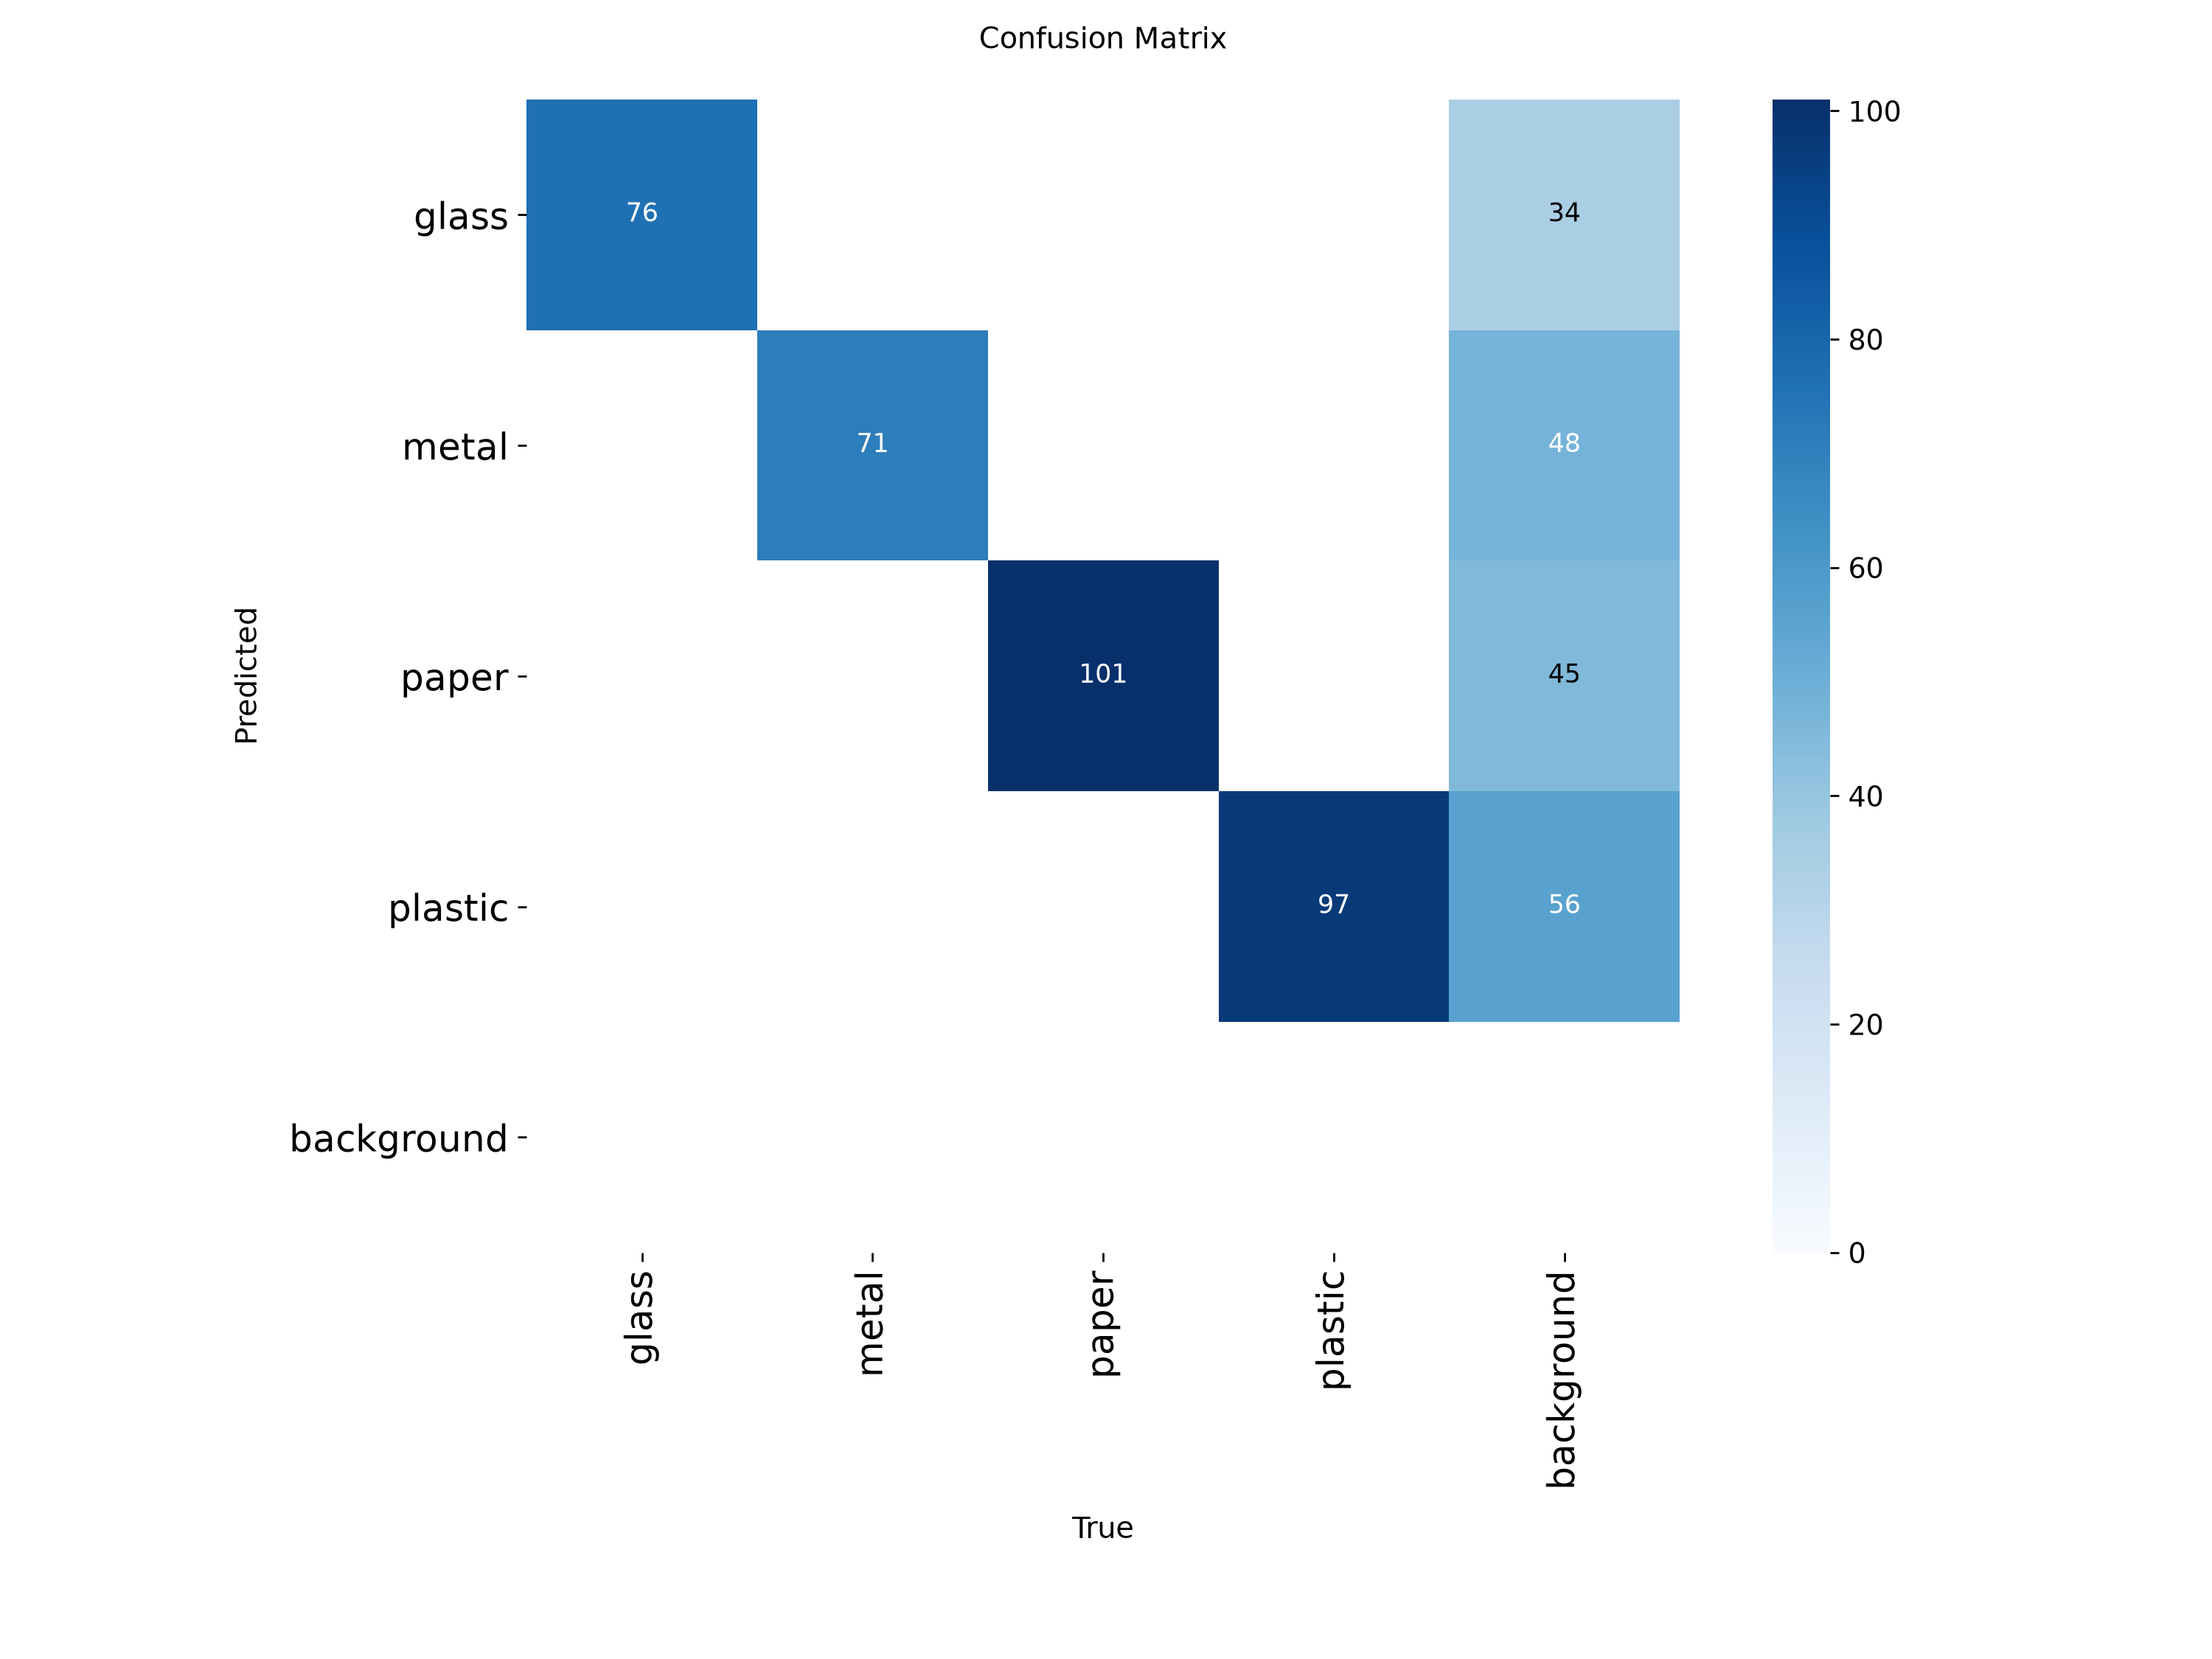 Confusion Matrix
glass
76
34
metal
71
48
paper
101
45
plastic
97
56
background
Predicted
glass
metal
paper
plastic
background
True
100
80
60
40
20
0